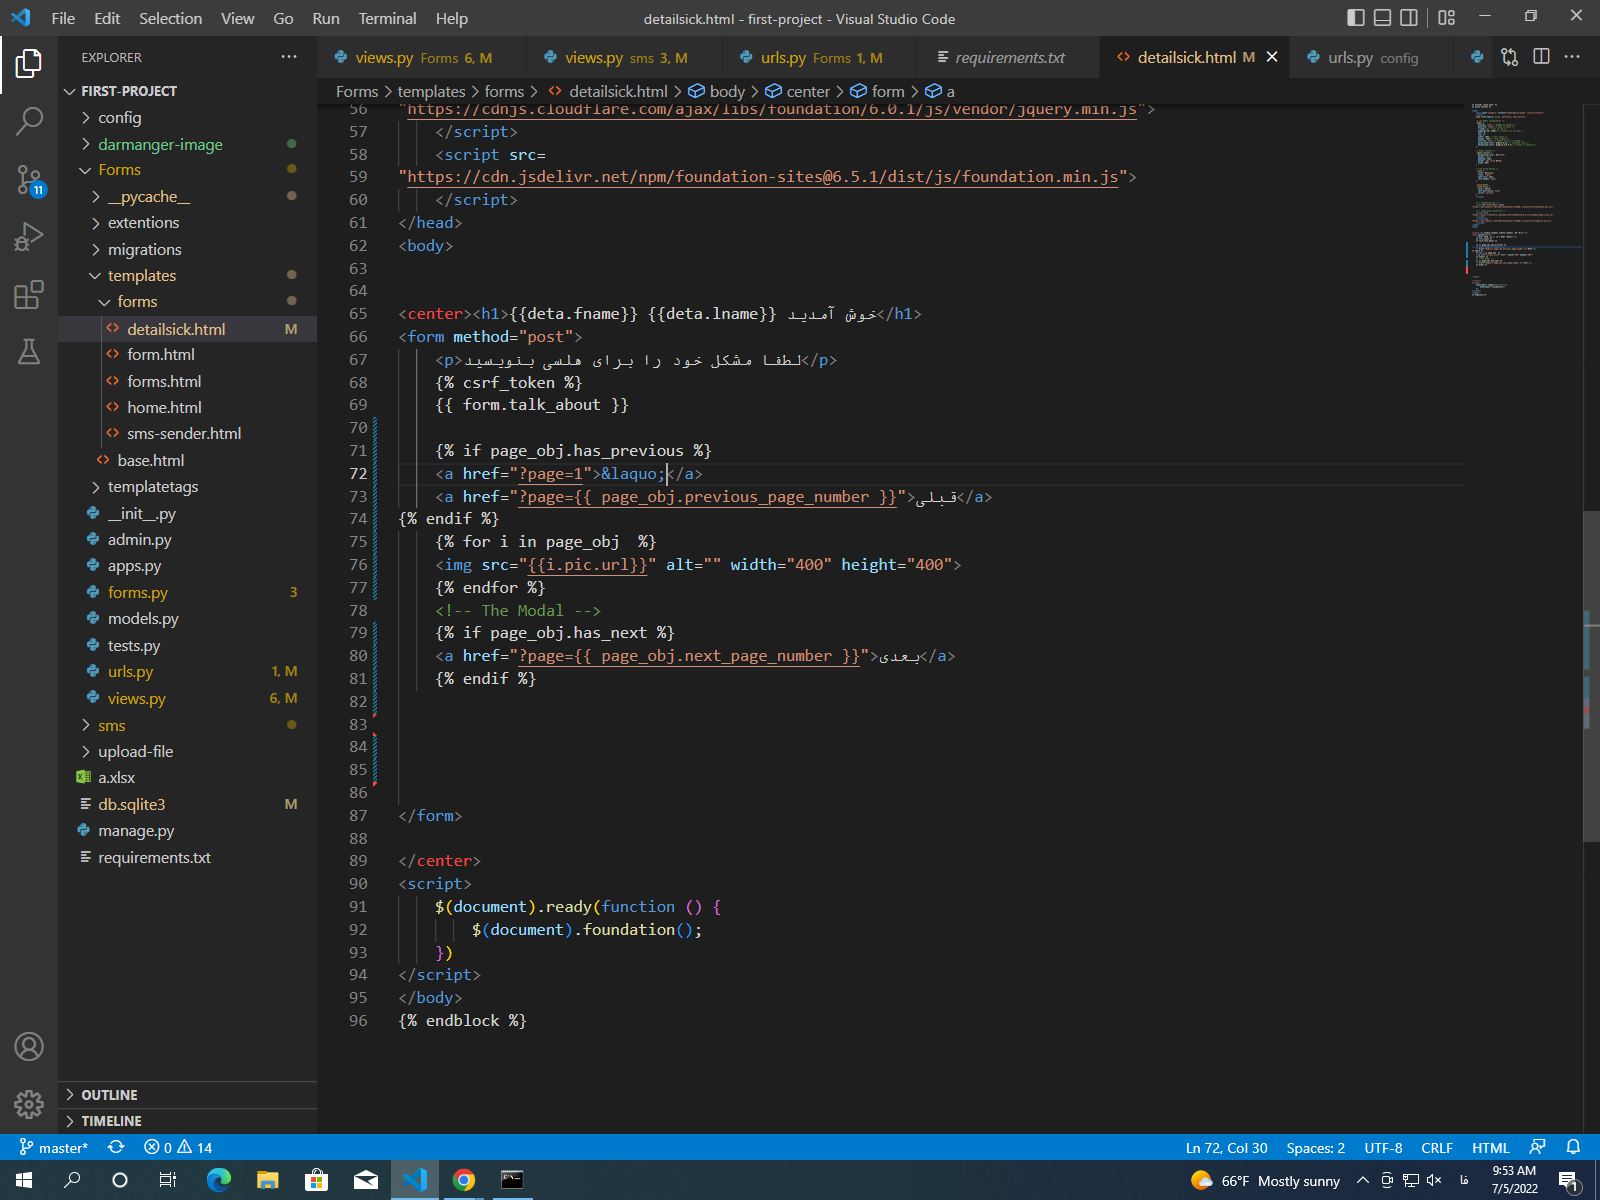 File Edit Selection View Go Run Terminal Help
detailsick.html - first-project - Visual Studio Code
EXPLORER
FIRST-PROJECT
config
darmanger-image
Forms
__pycache__
extentions
migrations
templates
forms
detailsick.html M
form.html
forms.html
home.html
sms-sender.html
base.html
templatetags
__init__.py
admin.py
apps.py
forms.py 3
models.py
tests.py
urls.py 1, M
views.py 6, M
sms
upload-file
a.xlsx
db.sqlite3 M
manage.py
requirements.txt
OUTLINE
TIMELINE
11
views.py Forms 6, M
views.py sms 3, M
urls.py Forms 1, M
requirements.txt
detailsick.html M
urls.py config
Forms > templates > forms > detailsick.html > body > center > form > a
56 "https://cdnjs.cloudflare.com/ajax/libs/foundation/6.0.1/js/vendor/jquery.min.js">
57 </script>
58 <script src=
59 "https://cdn.jsdelivr.net/npm/foundation-sites@6.5.1/dist/js/foundation.min.js">
60 </script>
61 </head>
62 <body>
63
64
65 <center><h1>{{deta.fname}} {{deta.lname}} خوش آمدید</h1>
66 <form method="post">
67 <p>لطفا مشکل خود را برای هلسی بنویسید</p>
68 {% csrf_token %}
69 {{ form.talk_about }}
70
71 {% if page_obj.has_previous %}
72 <a href="?page=1">&laquo;</a>
73 <a href="?page={{ page_obj.previous_page_number }}">قبلی</a>
74 {% endif %}
75 {% for i in page_obj  %}
76 <img src="{{i.pic.url}}" alt="" width="400" height="400">
77 {% endfor %}
78 <!-- The Modal -->
79 {% if page_obj.has_next %}
80 <a href="?page={{ page_obj.next_page_number }}">بعدی</a>
81 {% endif %}
82
83
84
85
86
87 </form>
88
89 </center>
90 <script>
91 $(document).ready(function () {
92 $(document).foundation();
93 })
94 </script>
95 </body>
96 {% endblock %}
master* 0 14
Ln 72, Col 30 Spaces: 2 UTF-8 CRLF HTML
66°F Mostly sunny
فا
9:53 AM
7/5/2022
1